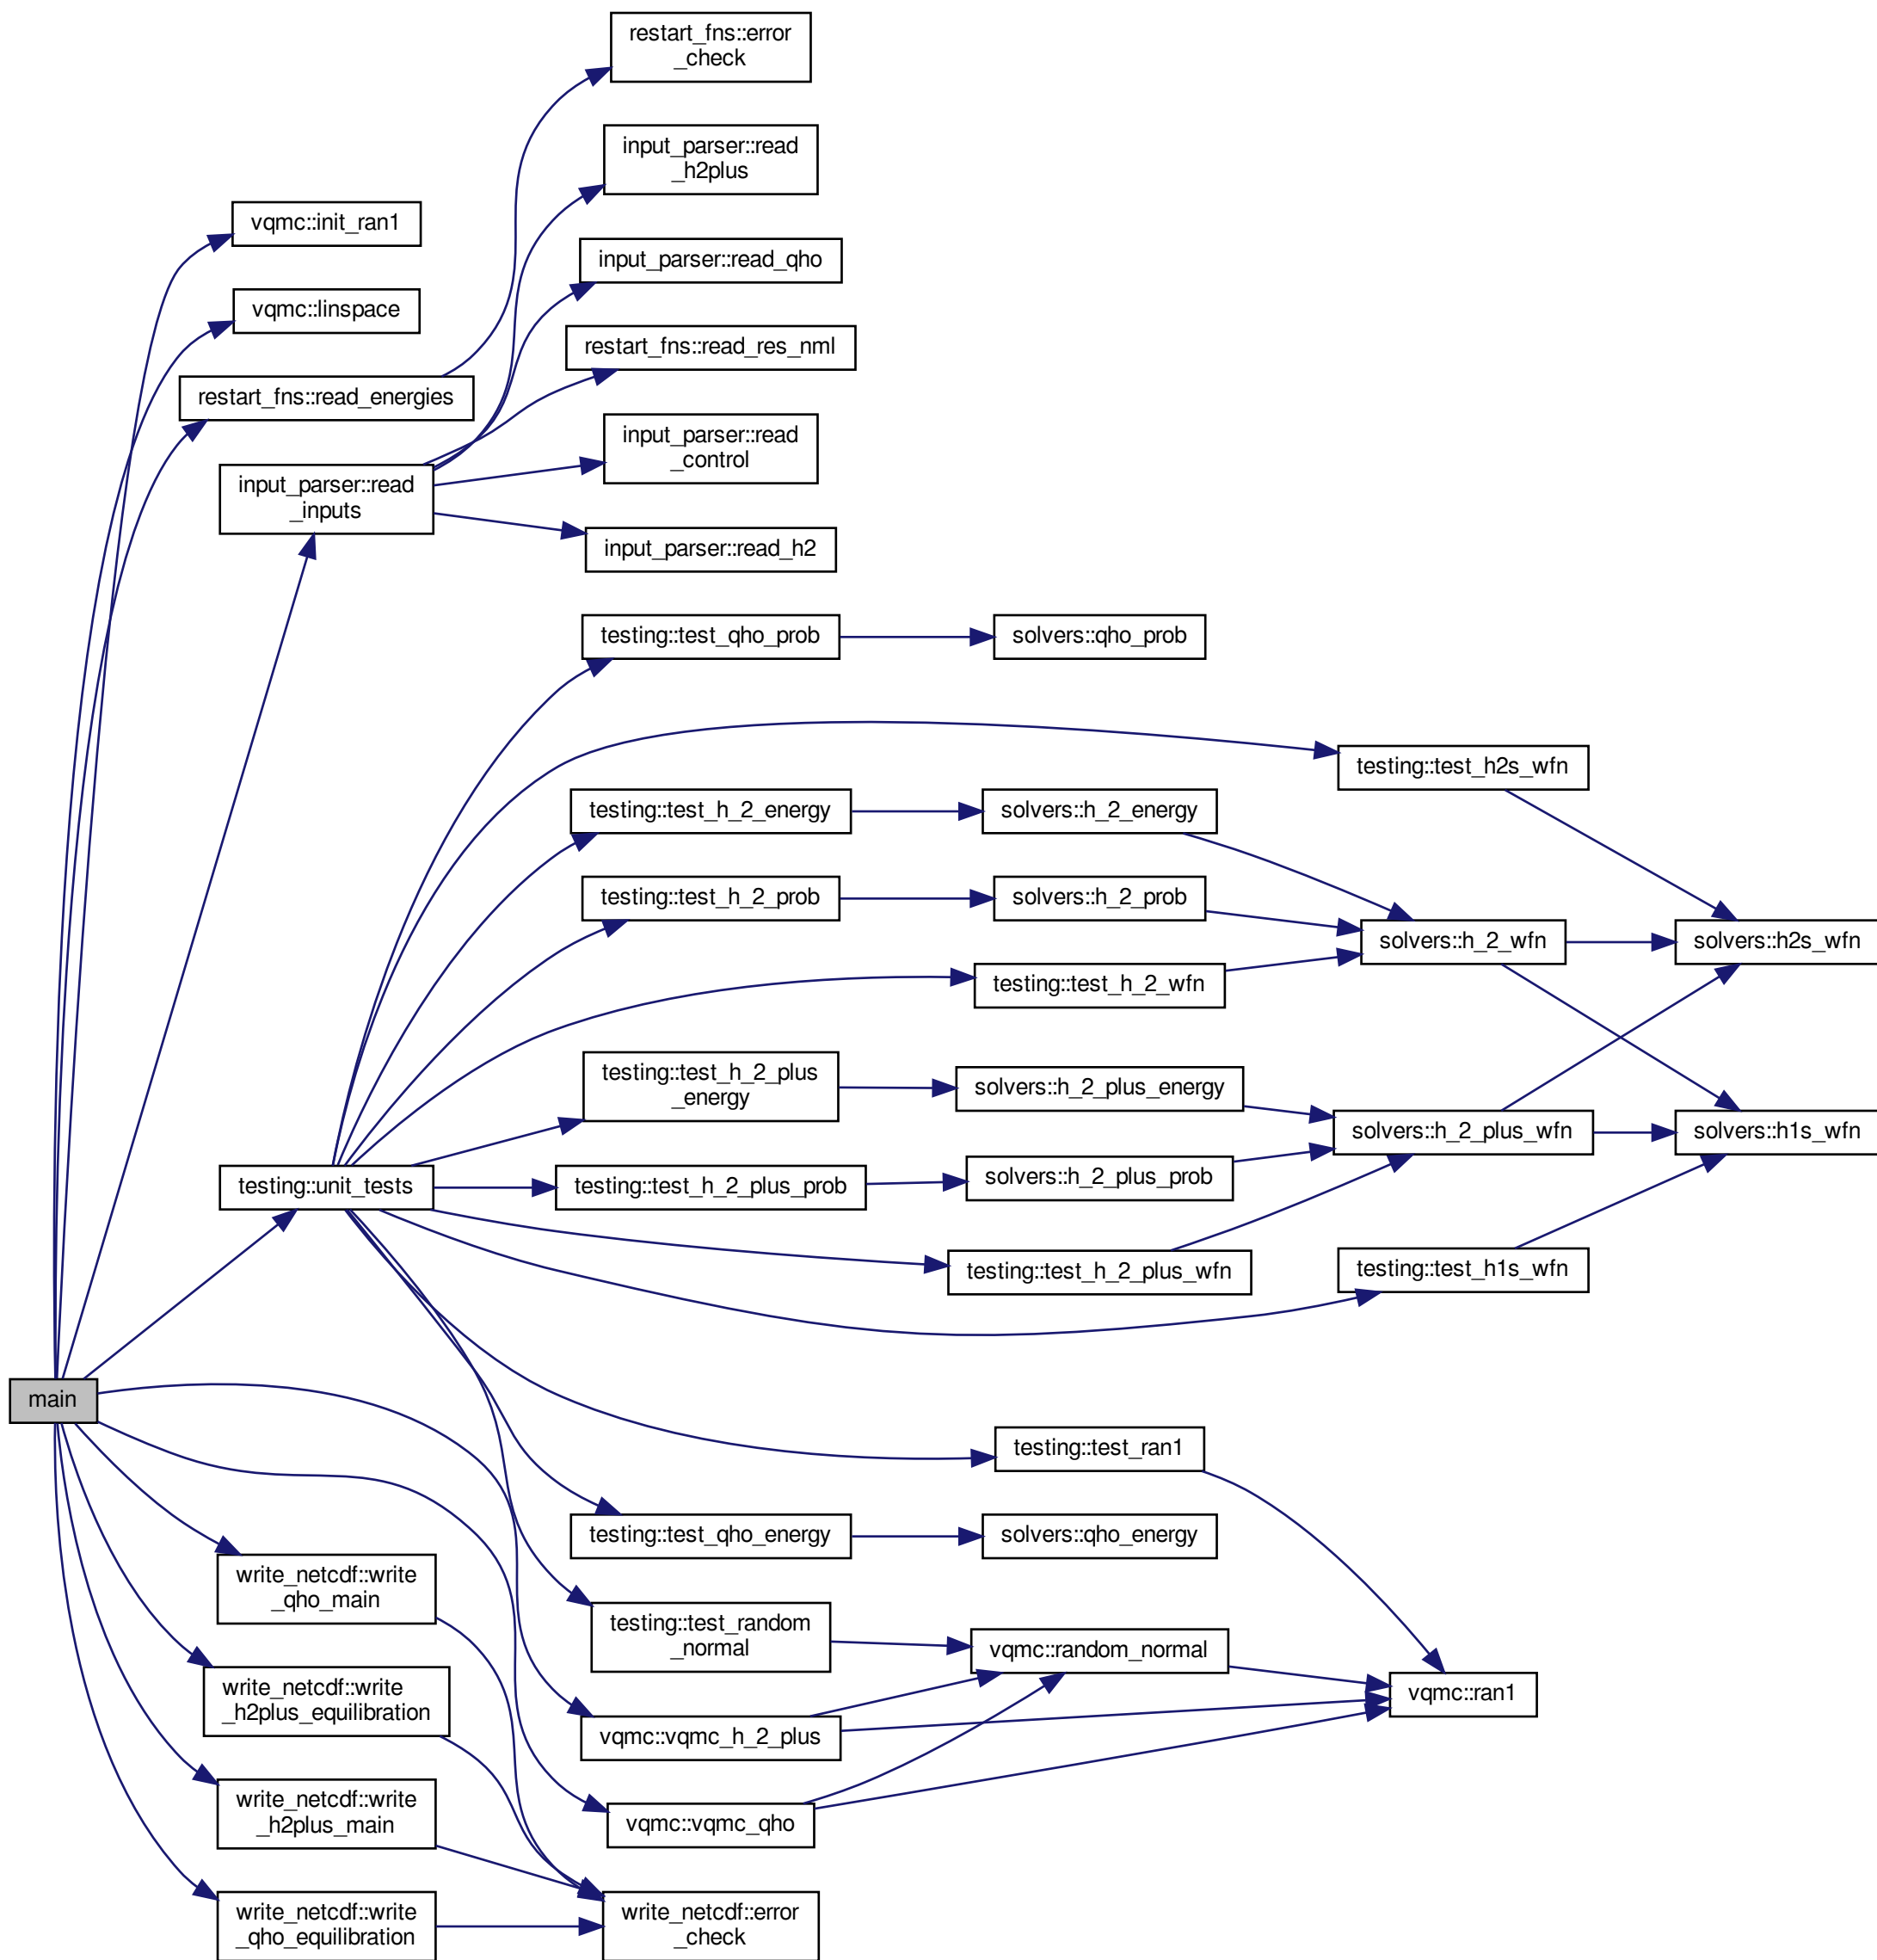 restart_fns::error
_check
input_parser::read
_h2plus
vqmc::init_ran1
input_parser::read_qho
vqmc::linspace
restart_fns::read_res_nml
restart_fns::read_energies
input_parser::read
_control
input_parser::read
_inputs
input_parser::read_h2
testing::test_qho_prob
solvers::qho_prob
testing::test_h2s_wfn
testing::test_h_2_energy
solvers::h_2_energy
testing::test_h_2_prob
solvers::h_2_prob
solvers::h_2_wfn
solvers::h2s_wfn
testing::test_h_2_wfn
testing::test_h_2_plus
_energy
solvers::h_2_plus_energy
solvers::h_2_plus_wfn
solvers::h1s_wfn
testing::unit_tests
testing::test_h_2_plus_prob
solvers::h_2_plus_prob
testing::test_h_2_plus_wfn
testing::test_h1s_wfn
main
testing::test_ran1
testing::test_qho_energy
solvers::qho_energy
write_netcdf::write
_qho_main
testing::test_random
_normal
vqmc::random_normal
write_netcdf::write
_h2plus_equilibration
vqmc::ran1
vqmc::vqmc_h_2_plus
write_netcdf::write
_h2plus_main
vqmc::vqmc_qho
write_netcdf::write
_qho_equilibration
write_netcdf::error
_check